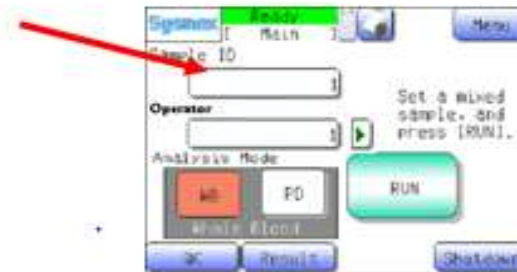 Sysmex Ready Menu
[ Main ]
Sample ID
1
Set a mixed
sample, and
press [RUN].
Operator
1
Analysis Mode
WB PD RUN
Whole Blood
QC Result Shutdown